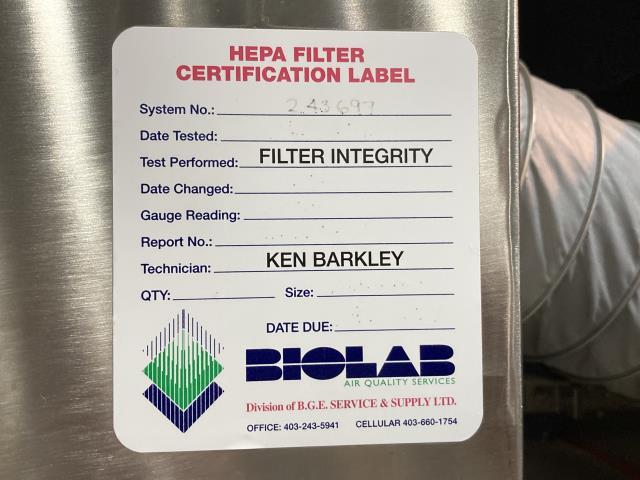 HEPA FILTER
CERTIFICATION LABEL
System No.: 243697
Date Tested:
Test Performed: FILTER INTEGRITY
Date Changed:
Gauge Reading:
Report No.:
Technician: KEN BARKLEY
QTY: Size:
DATE DUE:
BIOLAB
AIR QUALITY SERVICES
Division of B.G.E. SERVICE & SUPPLY LTD.
OFFICE: 403-243-5941 CELLULAR 403-660-1754